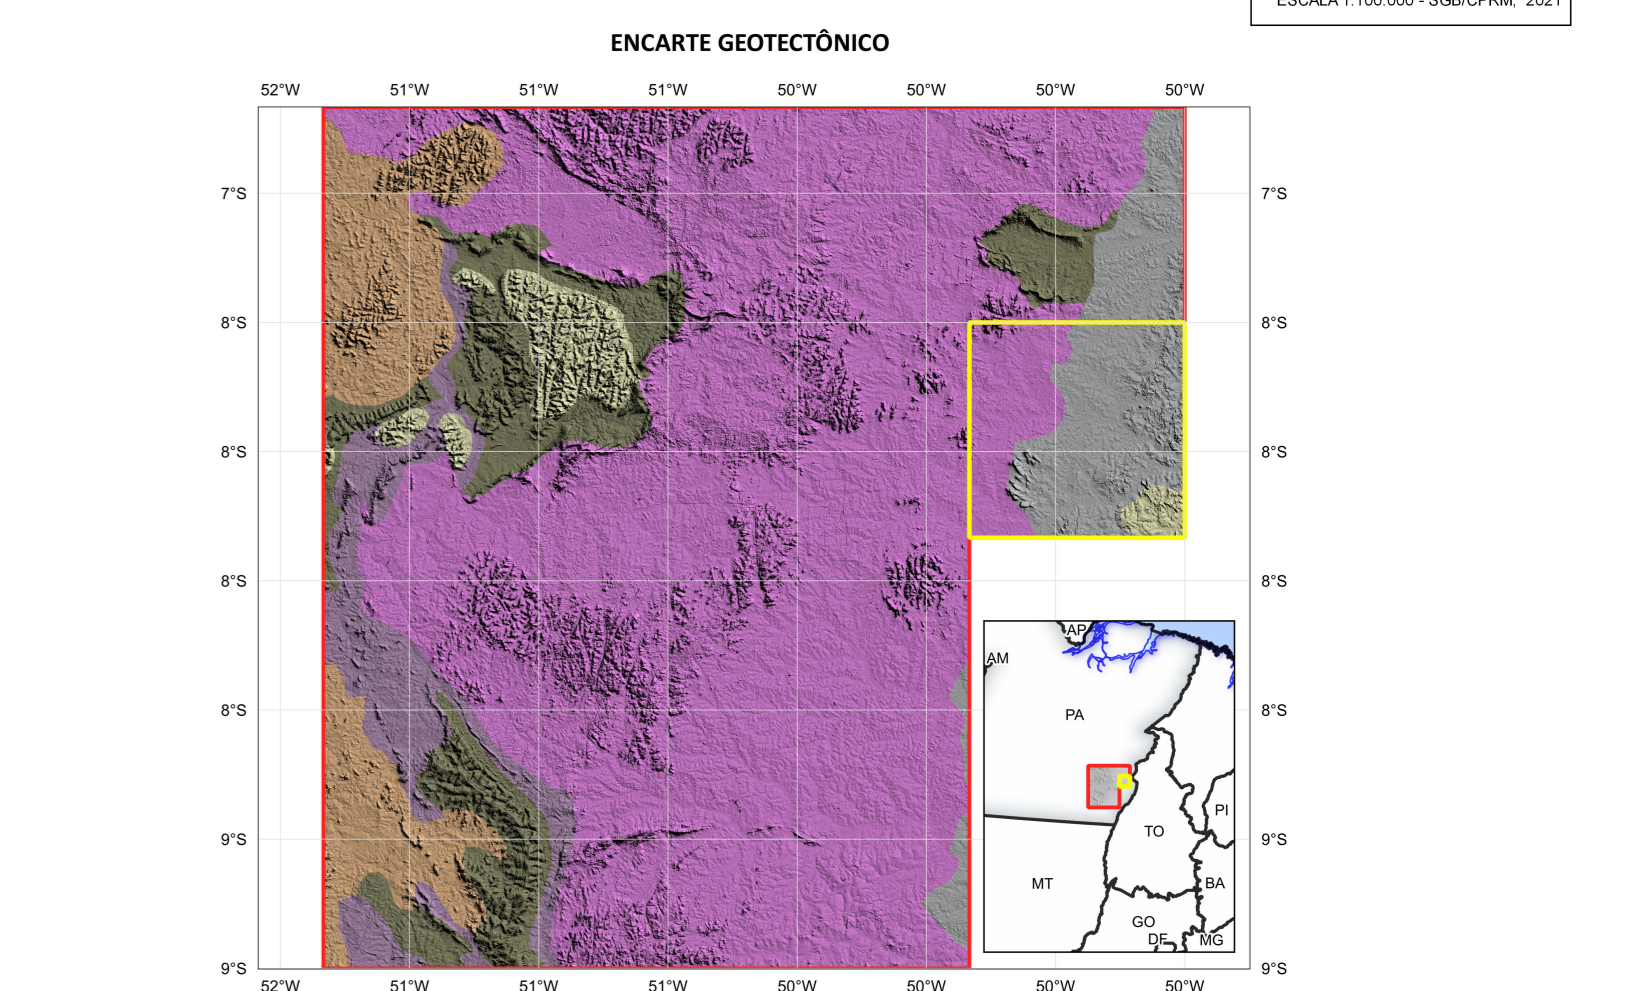 ESCALA 1:100.000 - SGB/CPRM, 2021
ENCARTE GEOTECTÔNICO
52°W 51°W 51°W 51°W 50°W 50°W 50°W 50°W
7°S 7°S
8°S 8°S
8°S 8°S
8°S 8°S
AP
AM
PA
8°S 8°S
PI
TO
9°S 9°S
MT
BA
GO
DF
MG
9°S 9°S
52°W 51°W 51°W 51°W 50°W 50°W 50°W 50°W